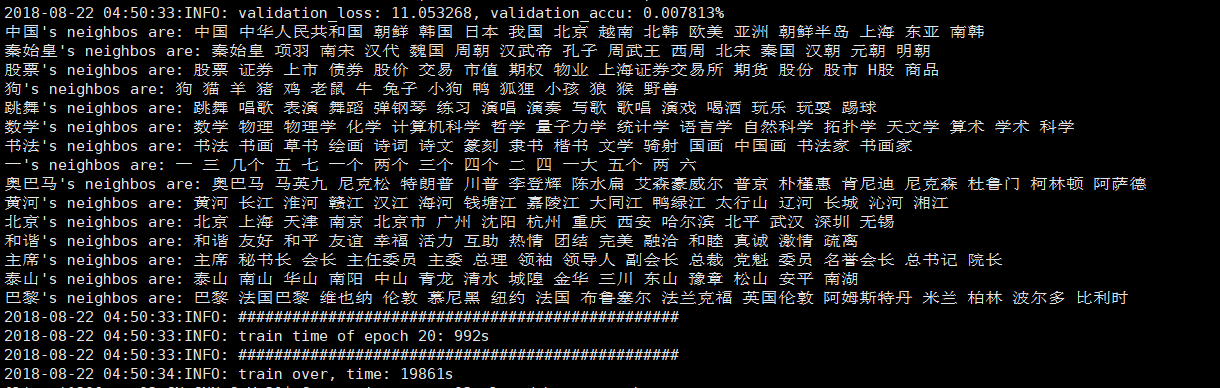 2018-08-22 04:50:33:INFO: validation_loss: 11.053268, validation_accu: 0.007813%
中国's neighbos are: 中国 中华人民共和国 朝鲜 韩国 日本 我国 北京 越南 北韩 欧美 亚洲 朝鲜半岛 上海 东亚 南韩
秦始皇's neighbos are: 秦始皇 项羽 南宋 汉代 魏国 周朝 汉武帝 孔子 周武王 西周 北宋 秦国 汉朝 元朝 明朝
股票's neighbos are: 股票 证券 上市 债券 股价 交易 市值 期权 物业 上海证券交易所 期货 股份 股市 H股 商品
狗's neighbos are: 狗 猫 羊 猪 鸡 老鼠 牛 兔子 小狗 鸭 狐狸 小孩 狼 猴 野兽
跳舞's neighbos are: 跳舞 唱歌 表演 舞蹈 弹钢琴 练习 演唱 演奏 写歌 歌唱 演戏 喝酒 玩乐 玩耍 踢球
数学's neighbos are: 数学 物理 物理学 化学 计算机科学 哲学 量子力学 统计学 语言学 自然科学 拓扑学 天文学 算术 学术 科学
书法's neighbos are: 书法 书画 草书 绘画 诗词 诗文 篆刻 隶书 楷书 文学 骑射 国画 中国画 书法家 书画家
一's neighbos are: 一 三 几个 五 七 一个 两个 三个 四个 二 四 一大 五个 两 六
奥巴马's neighbos are: 奥巴马 马英九 尼克松 特朗普 川普 李登辉 陈水扁 艾森豪威尔 普京 朴槿惠 肯尼迪 尼克森 杜鲁门 柯林顿 阿萨德
黄河's neighbos are: 黄河 长江 淮河 赣江 汉江 海河 钱塘江 嘉陵江 大同江 鸭绿江 太行山 辽河 长城 沁河 湘江
北京's neighbos are: 北京 上海 天津 南京 北京市 广州 沈阳 杭州 重庆 西安 哈尔滨 北平 武汉 深圳 无锡
和谐's neighbos are: 和谐 友好 和平 友谊 幸福 活力 互助 热情 团结 完美 融洽 和睦 真诚 激情 疏离
主席's neighbos are: 主席 秘书长 会长 主任委员 主委 总理 领袖 领导人 副会长 总裁 党魁 委员 名誉会长 总书记 院长
泰山's neighbos are: 泰山 南山 华山 南阳 中山 青龙 清水 城隍 金华 三川 东山 豫章 松山 安平 南湖
巴黎's neighbos are: 巴黎 法国巴黎 维也纳 伦敦 慕尼黑 纽约 法国 布鲁塞尔 法兰克福 英国伦敦 阿姆斯特丹 米兰 柏林 波尔多 比利时
2018-08-22 04:50:33:INFO: #################################################
2018-08-22 04:50:33:INFO: train time of epoch 20: 992s
2018-08-22 04:50:33:INFO: #################################################
2018-08-22 04:50:34:INFO: train over, time: 19861s